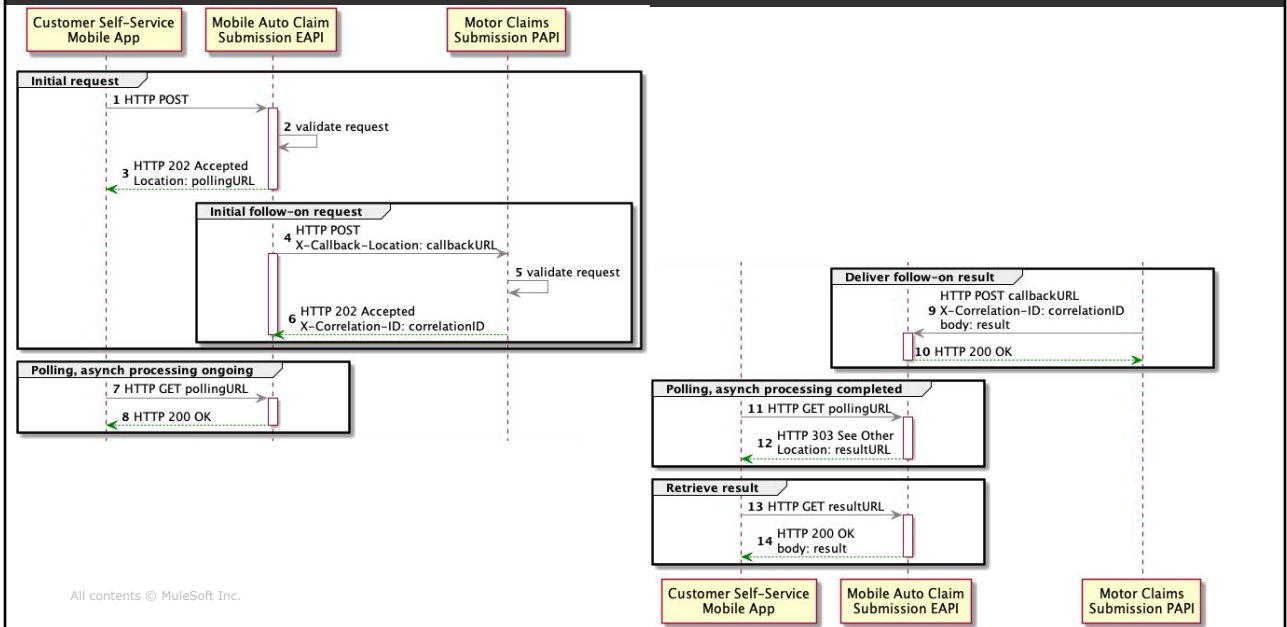 Customer Self-Service
Mobile App
Mobile Auto Claim
Submission EAPI
Motor Claims
Submission PAPI
Initial request
1 HTTP POST
2 validate request
3 HTTP 202 Accepted
Location: pollingURL
Initial follow-on request
4 HTTP POST
X-Callback-Location: callbackURL
5 validate request
6 HTTP 202 Accepted
X-Correlation-ID: correlationID
Polling, asynch processing ongoing
7 HTTP GET pollingURL
8 HTTP 200 OK
Deliver follow-on result
HTTP POST callbackURL
9 X-Correlation-ID: correlationID
body: result
10 HTTP 200 OK
Polling, asynch processing completed
11 HTTP GET pollingURL
12 HTTP 303 See Other
Location: resultURL
Retrieve result
13 HTTP GET resultURL
14 HTTP 200 OK
body: result
Customer Self-Service
Mobile App
Mobile Auto Claim
Submission EAPI
Motor Claims
Submission PAPI
All contents © MuleSoft Inc.